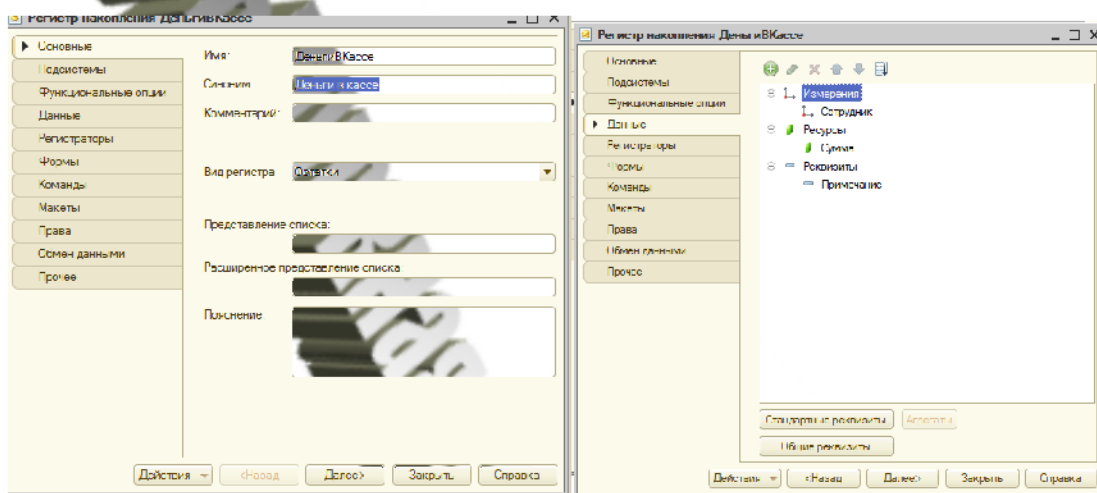 Регистр накопления ДеньгиВКассе
Основные
Подсистемы
Функциональные опции
Данные
Регистраторы
Формы
Команды
Макеты
Права
Обмен данными
Прочее
Имя:
ДеньгиВКассе
Синоним
Деньги в кассе
Комментарий:
Вид регистра
Остатки
Представление списка:
Расширенное представление списка
Пояснение
Действия
<Назад
Далее>
Закрыть
Справка
Регистр накопления ДеньгиВКассе
Основные
Подсистемы
Функциональные опции
Данные
Регистраторы
Формы
Команды
Макеты
Права
Обмен данными
Прочее
Измерения
Сотрудник
Ресурсы
Сумма
Реквизиты
Примечание
Стандартные реквизиты
Агрегаты
Общие реквизиты
Действия
<Назад
Далее>
Закрыть
Справка